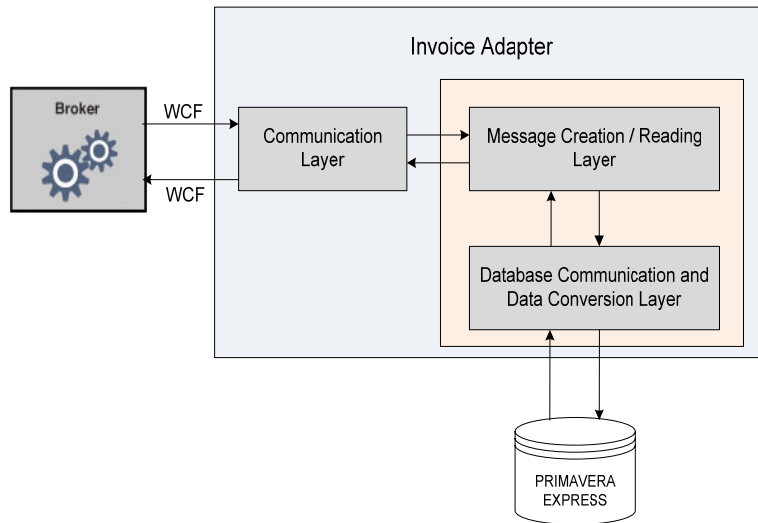 Invoice Adapter
Broker
WCF
WCF
Communication
Layer
Message Creation / Reading
Layer
Database Communication and
Data Conversion Layer
PRIMAVERA
EXPRESS